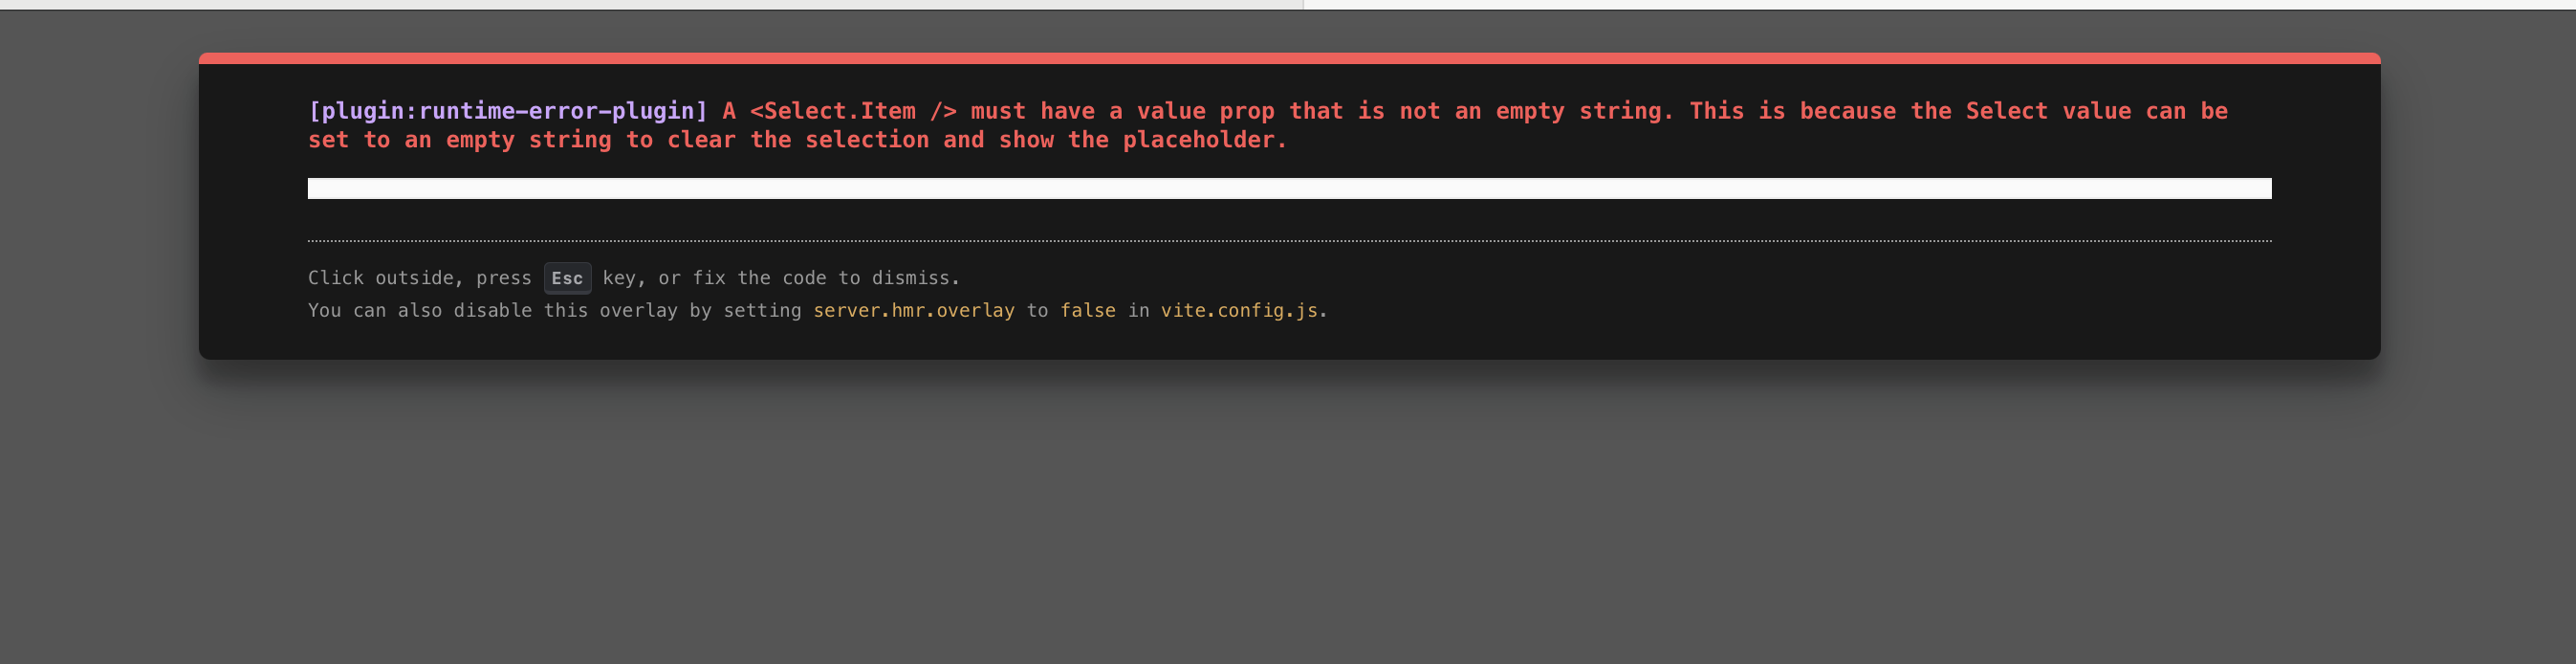 [plugin:runtime-error-plugin] A <Select.Item /> must have a value prop that is not an empty string. This is because the Select value can be
set to an empty string to clear the selection and show the placeholder.
Click outside, press Esc key, or fix the code to dismiss.
You can also disable this overlay by setting server.hmr.overlay to false in vite.config.js.